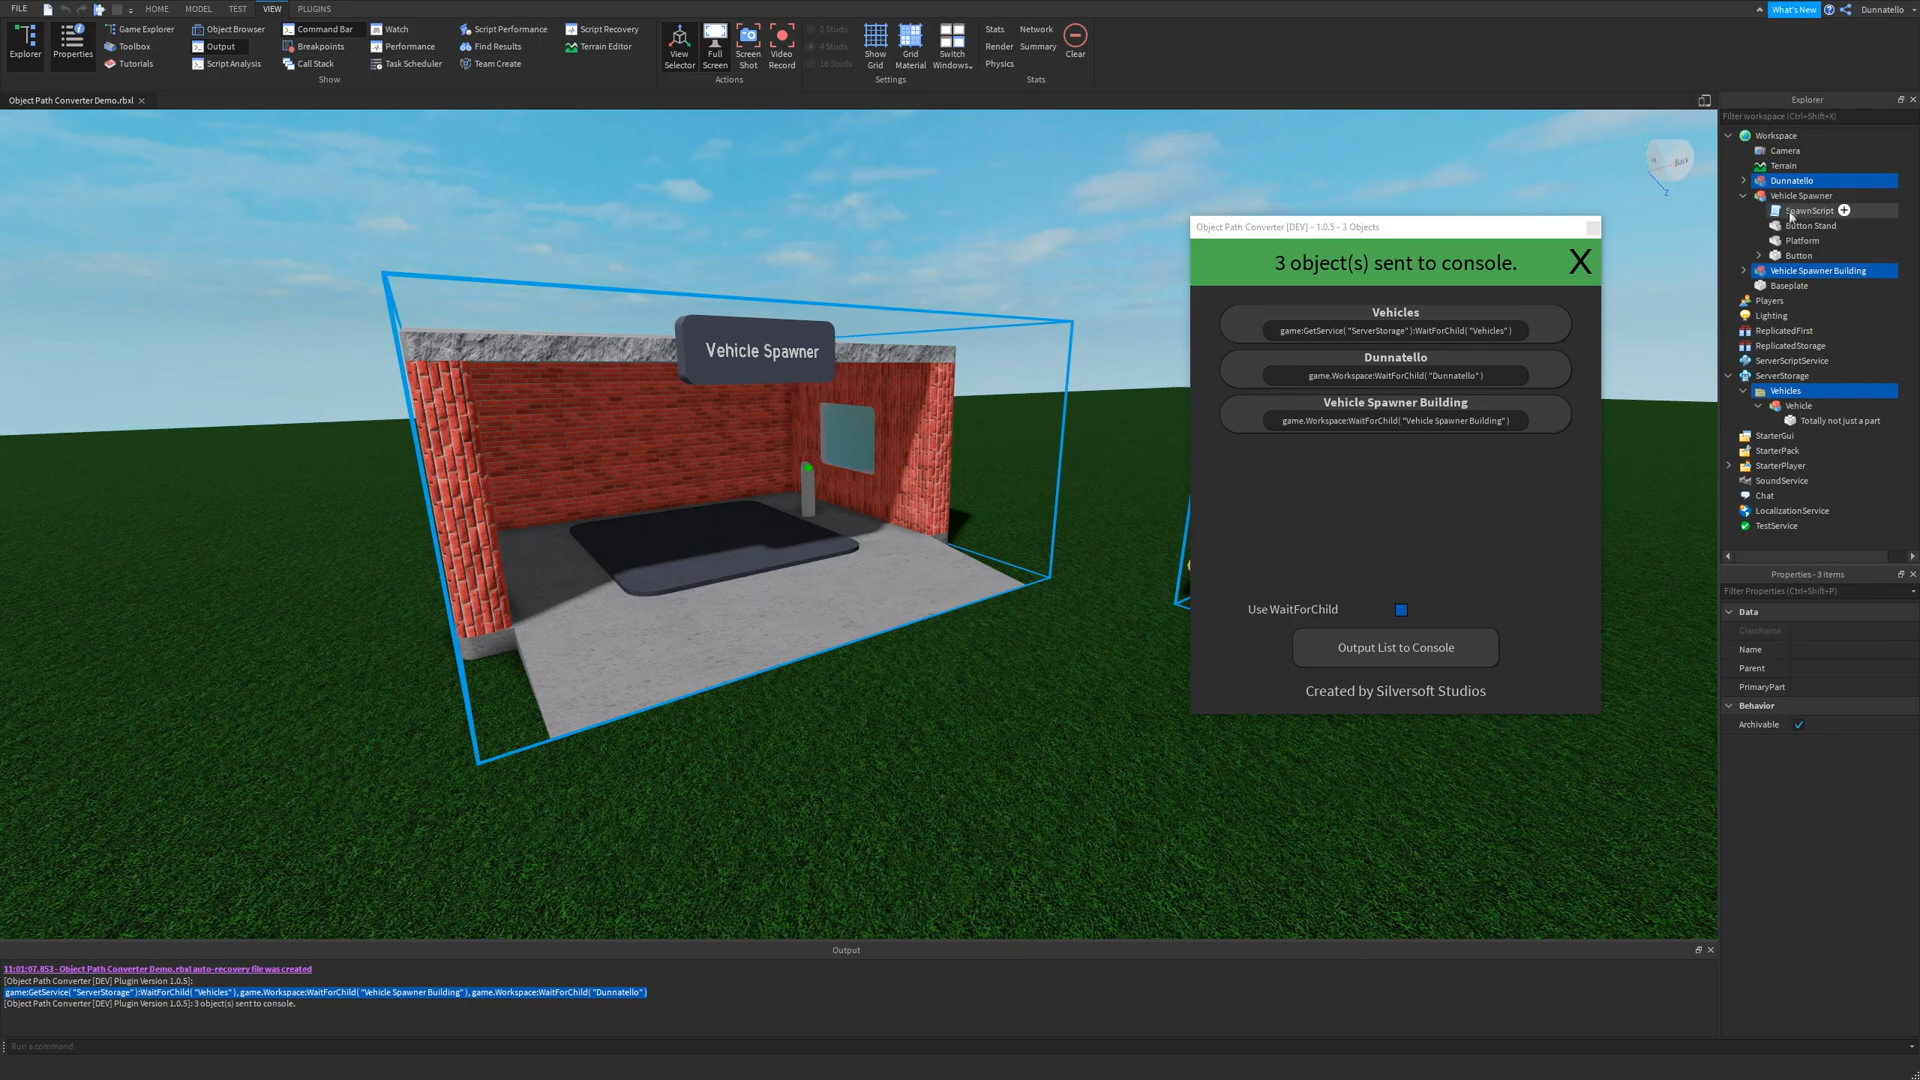 FILE HOME MODEL TEST VIEW PLUGINS What's New Dunnatello
Explorer Properties Game Explorer Toolbox Tutorials Object Browser Output Script Analysis Command Bar Breakpoints Call Stack Watch Performance Task Scheduler Script Performance Find Results Team Create Script Recovery Terrain Editor
Show
View Selector Full Screen Screen Shot Video Record
Actions
2 Studs 4 Studs 16 Studs Show Grid Grid Material Switch Windows...
Settings
Stats Network Render Summary Physics Clear
Stats
Object Path Converter Demo.rbxl
Vehicle Spawner
Back
Z
Object Path Converter [DEV] - 1.0.5 - 3 Objects
3 object(s) sent to console. X
Vehicles
game:GetService( "ServerStorage" ):WaitForChild( "Vehicles" )
Dunnatello
game.Workspace:WaitForChild( "Dunnatello" )
Vehicle Spawner Building
game.Workspace:WaitForChild( "Vehicle Spawner Building" )
Use WaitForChild
Output List to Console
Created by Silversoft Studios
Explorer
Filter workspace (Ctrl+Shift+X)
Workspace
Camera
Terrain
Dunnatello
Vehicle Spawner
SpawnScript
Button Stand
Platform
Button
Vehicle Spawner Building
Baseplate
Players
Lighting
ReplicatedFirst
ReplicatedStorage
ServerScriptService
ServerStorage
Vehicles
Vehicle
Totally not just a part
StarterGui
StarterPack
StarterPlayer
SoundService
Chat
LocalizationService
TestService
Properties - 3 items
Filter Properties (Ctrl+Shift+P)
Data
ClassName
Name
Parent
PrimaryPart
Behavior
Archivable
Output
11:01:07.853 - Object Path Converter Demo.rbxl auto-recovery file was created
[Object Path Converter [DEV] Plugin Version 1.0.5]:
game:GetService( "ServerStorage" ):WaitForChild( "Vehicles" ), game.Workspace:WaitForChild( "Vehicle Spawner Building" ), game.Workspace:WaitForChild( "Dunnatello" )
[Object Path Converter [DEV] Plugin Version 1.0.5]: 3 object(s) sent to console.
Run a command